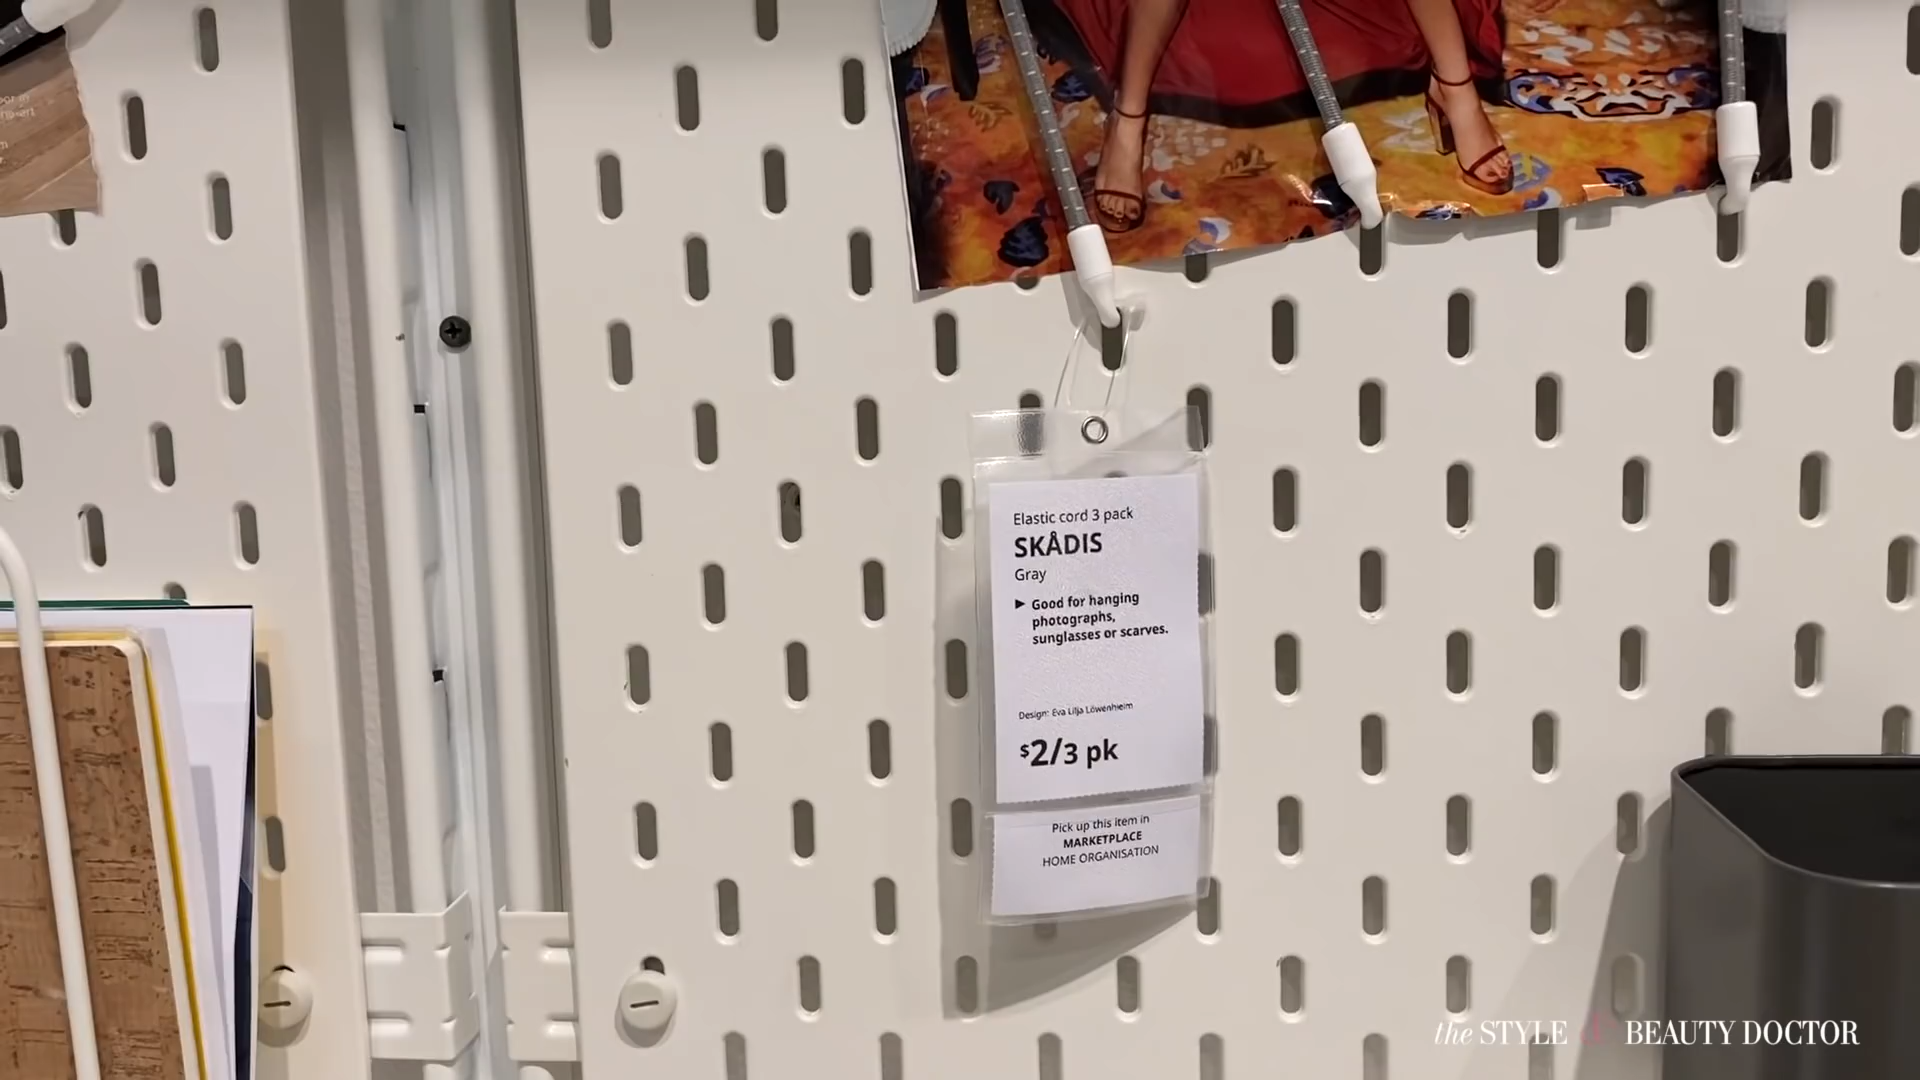 Elastic cord 3 pack
SKÅDIS
Gray
► Good for hanging
photographs,
sunglasses or scarves.
Design: Eva Lilja Löwenhielm
$2/3 pk
Pick up this item in
MARKETPLACE
HOME ORGANISATION
the STYLE & BEAUTY DOCTOR